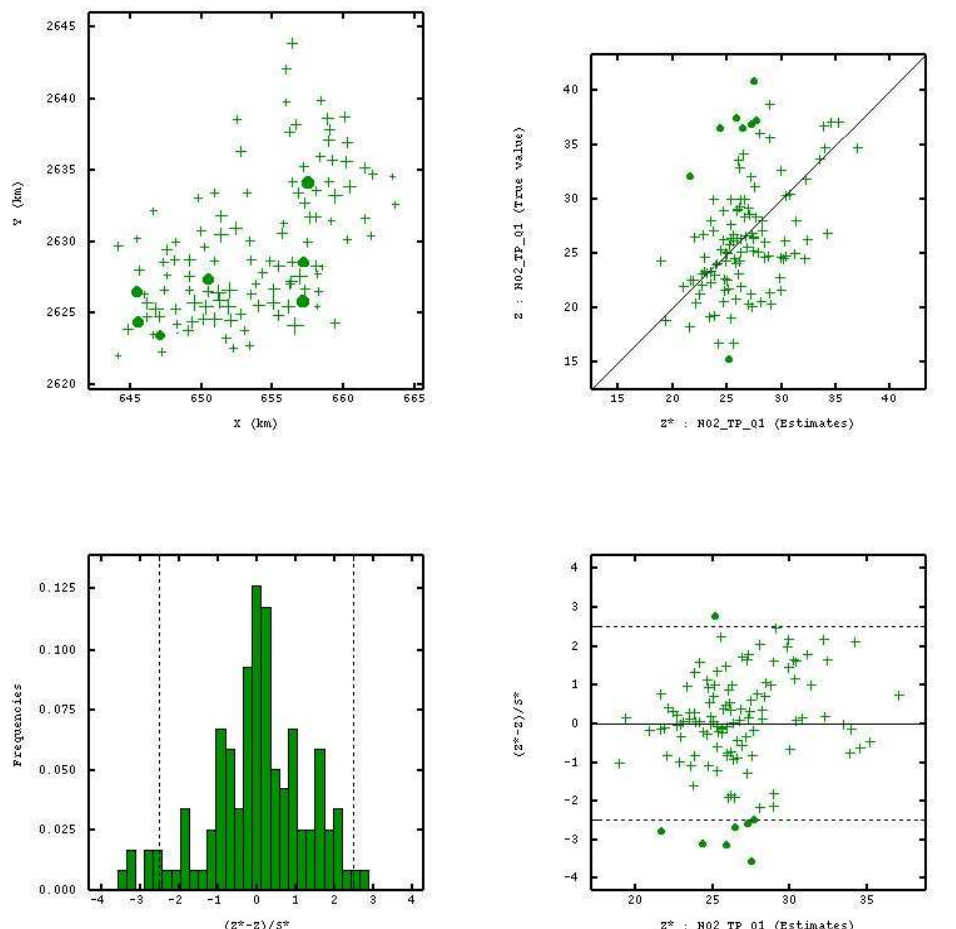 2645
2640
2635
2630
2625
2620
Y (km)
645 650 655 660 665
X (km)
40
35
30
25
20
15
Z : NO2_TP_Q1 (True value)
15 20 25 30 35 40
Z* : NO2_TP_Q1 (Estimates)
0.125
0.100
0.075
0.050
0.025
0.000
Frequencies
-4 -3 -2 -1 0 1 2 3 4
(Z*-Z)/S*
4
3
2
1
0
-1
-2
-3
-4
(Z*-Z)/S*
20 25 30 35
Z* : NO2_TP_Q1 (Estimates)